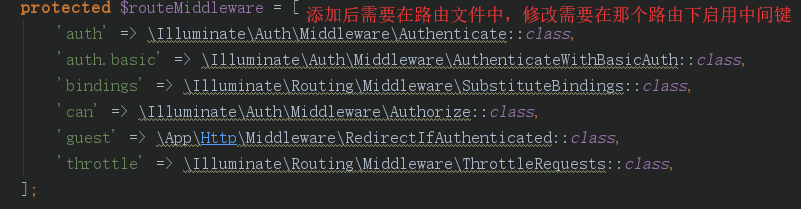 protected $routeMiddleware = [ 添加后需要在路由文件中，修改需要在那个路由下启用中间键
'auth' => \Illuminate\Auth\Middleware\Authenticate::class,
'auth.basic' => \Illuminate\Auth\Middleware\AuthenticateWithBasicAuth::class,
'bindings' => \Illuminate\Routing\Middleware\SubstituteBindings::class,
'can' => \Illuminate\Auth\Middleware\Authorize::class,
'guest' => \App\Http\Middleware\RedirectIfAuthenticated::class,
'throttle' => \Illuminate\Routing\Middleware\ThrottleRequests::class,
];